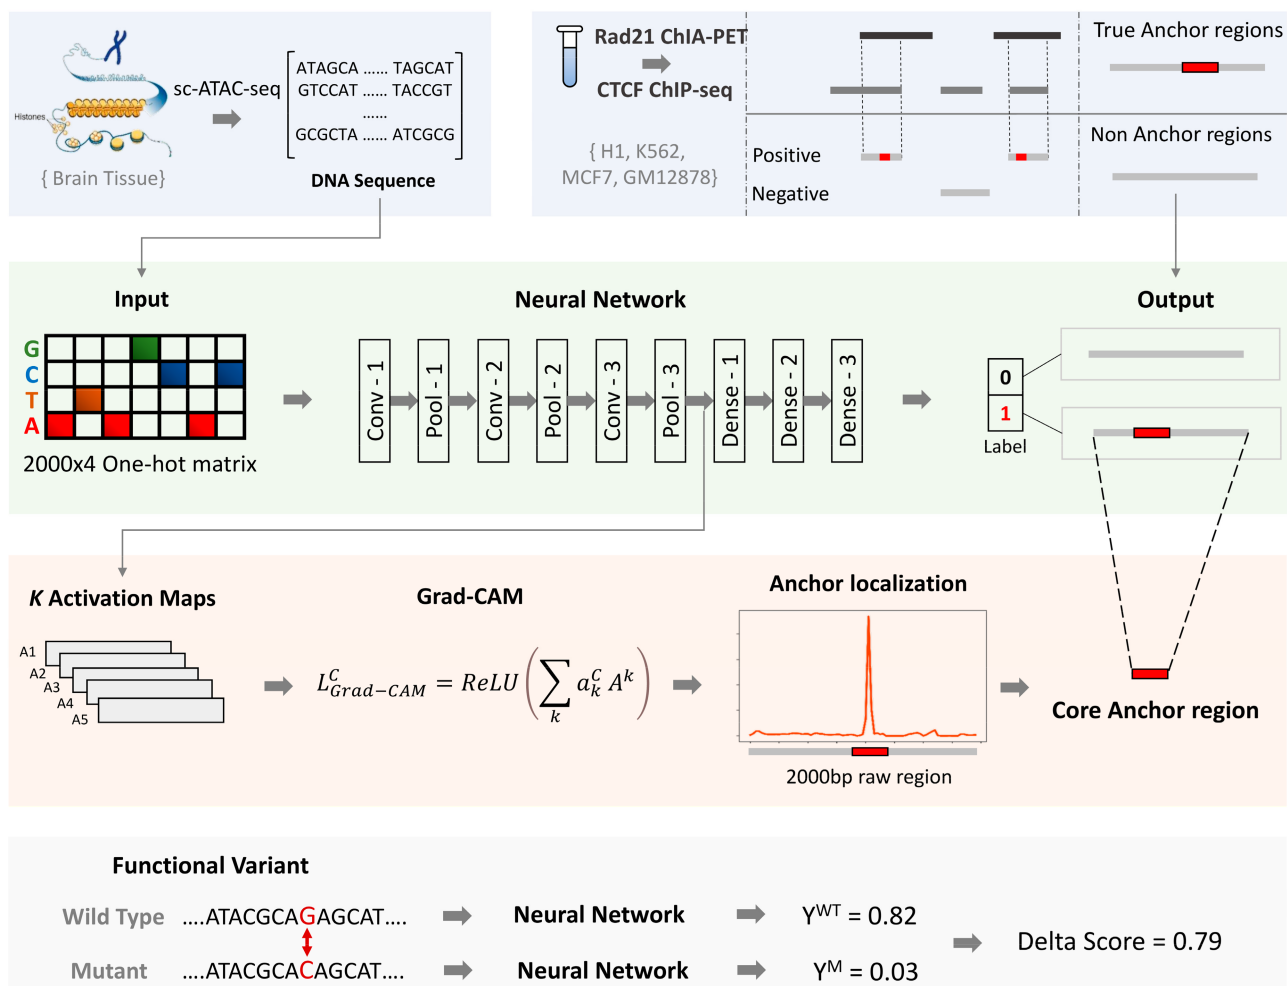 Histones
{ Brain Tissue}
sc-ATAC-seq
ATAGCA ...... TAGCAT
GTCCAT ...... TACCGT
......
GCGCTA ...... ATCGCG
DNA Sequence
Rad21 ChIA-PET
CTCF ChIP-seq
{ H1, K562,
MCF7, GM12878}
Positive
Negative
True Anchor regions
Non Anchor regions
Input
G
C
T
A
2000x4 One-hot matrix
Neural Network
Conv - 1
Pool - 1
Conv - 2
Pool - 2
Conv - 3
Pool - 3
Dense - 1
Dense - 2
Dense - 3
Output
0
1
Label
K Activation Maps
A1
A2
A3
A4
A5
Grad-CAM
L^C_{Grad−CAM} = ReLU(∑_k a_k^C A^k)
Anchor localization
2000bp raw region
Core Anchor region
Functional Variant
Wild Type ....ATACGCAGAGCAT.... Neural Network Y^WT = 0.82
Mutant ....ATACGCACAGCAT.... Neural Network Y^M = 0.03
Delta Score = 0.79